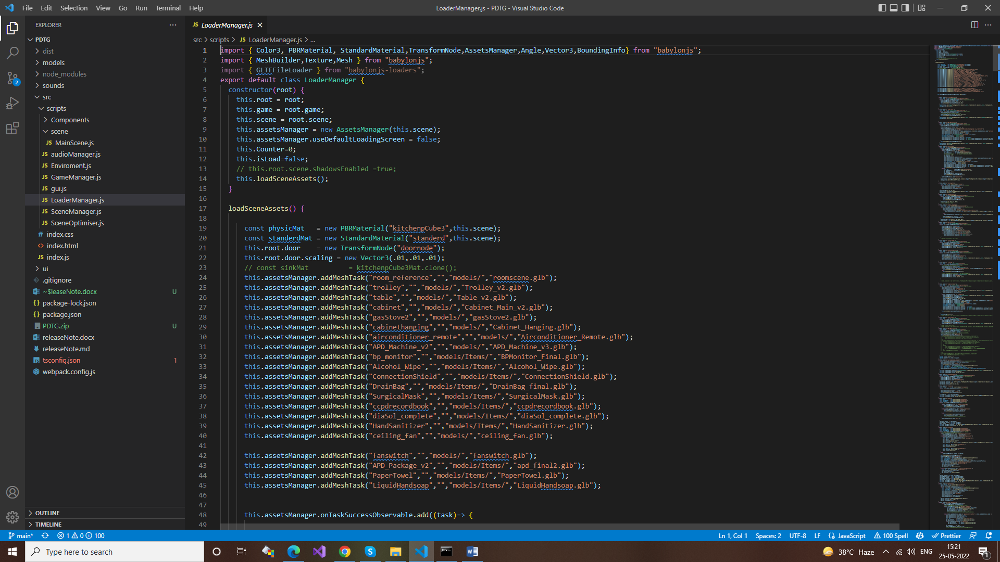 File Edit Selection View Go Run Terminal Help
LoaderManager.js - PDTG - Visual Studio Code
EXPLORER
PDTG
dist
models
node_modules
sounds
src
scripts
Components
scene
JS MainScene.js
JS audioManager.js
JS Enviroment.js
JS GameManager.js
JS gui.js
JS LoaderManager.js
JS SceneManager.js
JS SceneOptimiser.js
# index.css
<> index.html
JS index.js
ui
.gitignore
~$leaseNote.docx U
{} package-lock.json
{} package.json
PDTG.zip U
releaseNote.docx
releaseNote.md
TS tsconfig.json 1
webpack.config.js
OUTLINE
TIMELINE
2
JS LoaderManager.js
src > scripts > JS LoaderManager.js > ...
1 import { Color3, PBRMaterial, StandardMaterial,TransformNode,AssetsManager,Angle,Vector3,BoundingInfo} from "babylonjs";
2 import { MeshBuilder,Texture,Mesh } from "babylonjs";
3 import { GLTFFileLoader } from "babylonjs-loaders";
4 export default class LoaderManager {
5 constructor(root) {
6 this.root = root;
7 this.game = root.game;
8 this.scene = root.scene;
9 this.assetsManager = new AssetsManager(this.scene);
10 this.assetsManager.useDefaultLoadingScreen = false;
11 this.Counter=0;
12 this.isLoad=false;
13 // this.root.scene.shadowsEnabled =true;
14 this.loadSceneAssets();
15 }
16
17 loadSceneAssets() {
18
19 const physicMat = new PBRMaterial("kitchenpCube3",this.scene);
20 const standerdMat = new StandardMaterial("standerd",this.scene);
21 this.root.door = new TransformNode("doornode");
22 this.root.door.scaling = new Vector3(.01,.01,.01);
23 // const sinkMat = kitchenpCube3Mat.clone();
24 this.assetsManager.addMeshTask("room_reference","","models/","roomscene.glb");
25 this.assetsManager.addMeshTask("trolley","","models/","Trolley_v2.glb");
26 this.assetsManager.addMeshTask("table","","models/","Table_v2.glb");
27 this.assetsManager.addMeshTask("cabinet","","models/","Cabinet_Main_v2.glb");
28 this.assetsManager.addMeshTask("gasStove2","","models/","gasStove2.glb");
29 this.assetsManager.addMeshTask("cabinethanging","","models/","Cabinet_Hanging.glb");
30 this.assetsManager.addMeshTask("airconditioner_remote","","models/","Airconditioner_Remote.glb");
31 this.assetsManager.addMeshTask("APD_Machine_v2","","models/","APD_Machine_v3.glb");
32 this.assetsManager.addMeshTask("bp_monitor","","models/Items/","BPMonitor_Final.glb");
33 this.assetsManager.addMeshTask("Alcohol_Wipe","","models/Items/","Alcohol_Wipe.glb");
34 this.assetsManager.addMeshTask("ConnectionShield","","models/Items/","ConnectionShield.glb");
35 this.assetsManager.addMeshTask("DrainBag","","models/Items/","DrainBag_final.glb");
36 this.assetsManager.addMeshTask("SurgicalMask","","models/Items/","SurgicalMask.glb");
37 this.assetsManager.addMeshTask("ccpdrecordbook","","models/Items/","ccpdrecordbook.glb");
38 this.assetsManager.addMeshTask("diaSol_complete","","models/Items/","diaSol_complete.glb");
39 this.assetsManager.addMeshTask("HandSanitizer","","models/Items/","HandSanitizer.glb");
40 this.assetsManager.addMeshTask("ceiling_fan","","models/","ceiling_fan.glb");
41
42 this.assetsManager.addMeshTask("fanswitch","","models/","fanswitch.glb");
43 this.assetsManager.addMeshTask("APD_Package_v2","","models/Items/","apd_final2.glb");
44 this.assetsManager.addMeshTask("PaperTowel","","models/Items/","PaperTowel.glb");
45 this.assetsManager.addMeshTask("LiquidHandsoap","","models/Items/","LiquidHandsoap.glb");
46
47
48 this.assetsManager.onTaskSuccessObservable.add((task)=> {
49
main* 1 0 100 Ln 1, Col 1 Spaces: 2 UTF-8 LF {} JavaScript 100 Spell Prettier
Type here to search
38°C Haze ENG
15:21
25-05-2022
1